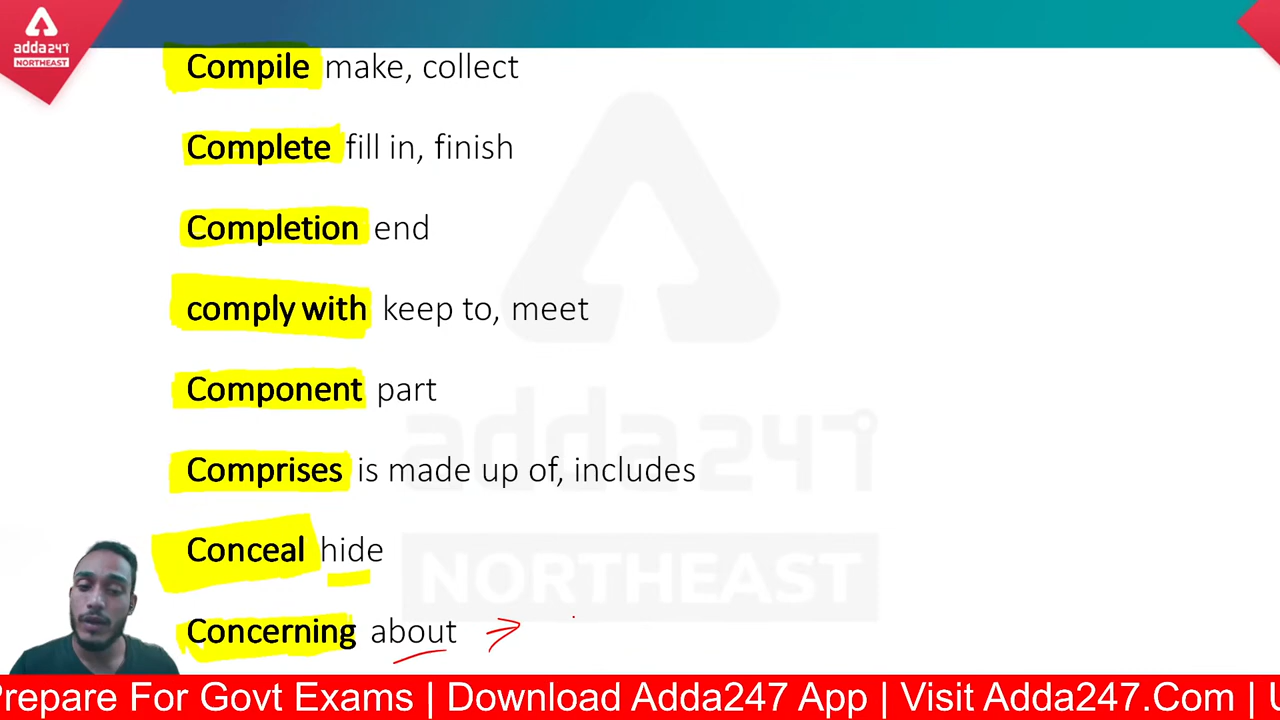 adda247
NORTHEAST
Compile make, collect
Complete fill in, finish
Completion end
comply with keep to, meet
Component part
adda247
Comprises is made up of, includes
Conceal hide
NORTHEAST
Concerning about
Prepare For Govt Exams | Download Adda247 App | Visit Adda247.Com |